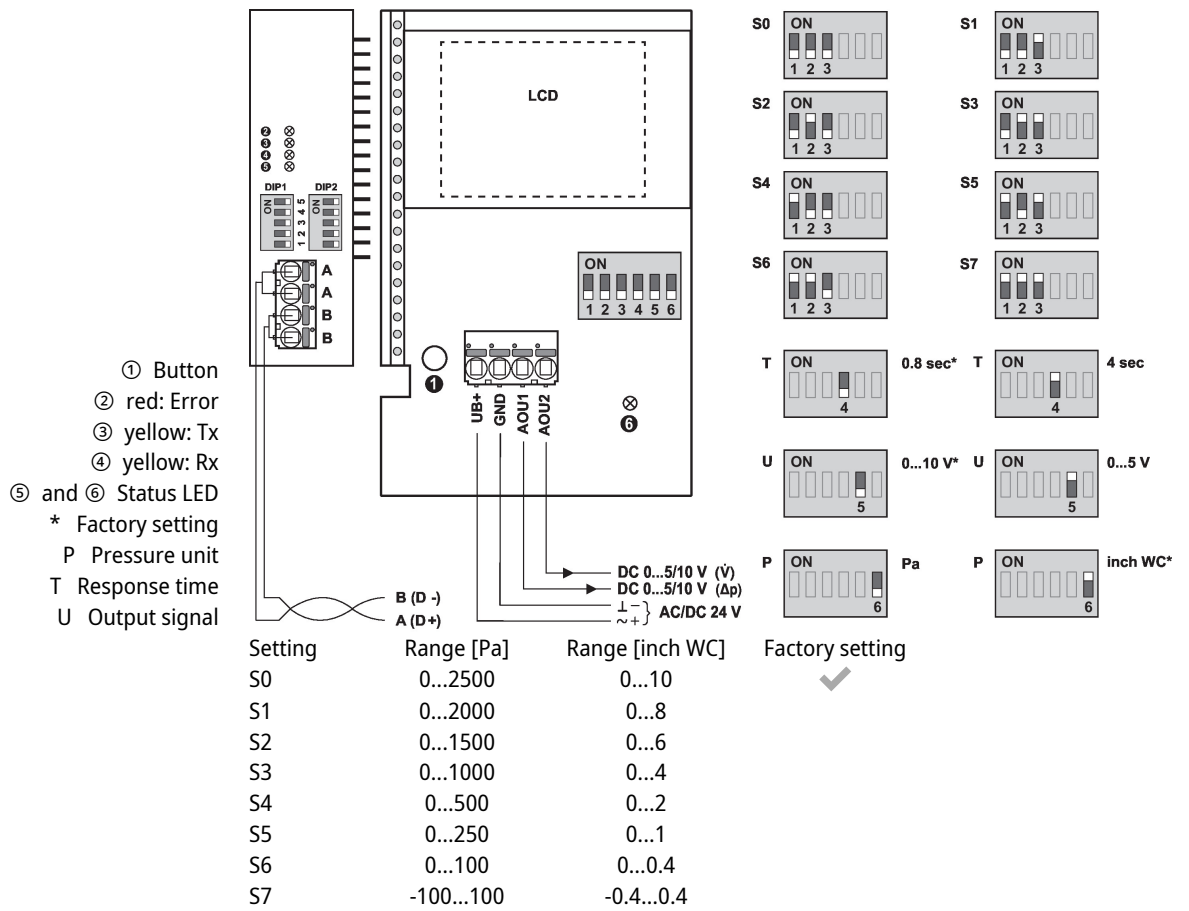 S0 ON
1 2 3
S1 ON
1 2 3
LCD
S2 ON
1 2 3
S3 ON
1 2 3
❷
❸
❹
❺
DIP1 DIP2
ON 1 2 3 4 5 ON
S4 ON
1 2 3
S5 ON
1 2 3
A
A
B
B
ON
1 2 3 4 5 6
S6 ON
1 2 3
S7 ON
1 2 3
❶
UB+
GND
AOU1
AOU2
❻
T ON 0.8 sec*
4
T ON 4 sec
4
U ON 0...10 V*
5
U ON 0...5 V
5
P ON Pa
6
P ON inch WC*
6
① Button
② red: Error
③ yellow: Tx
④ yellow: Rx
⑤ and ⑥ Status LED
* Factory setting
P Pressure unit
T Response time
U Output signal
B (D -)
A (D+)
DC 0...5/10 V (V̇)
DC 0...5/10 V (Δp)
⊥ −
~ + } AC/DC 24 V
Setting Range [Pa] Range [inch WC] Factory setting
S0 0...2500 0...10 ✔
S1 0...2000 0...8
S2 0...1500 0...6
S3 0...1000 0...4
S4 0...500 0...2
S5 0...250 0...1
S6 0...100 0...0.4
S7 -100...100 -0.4...0.4